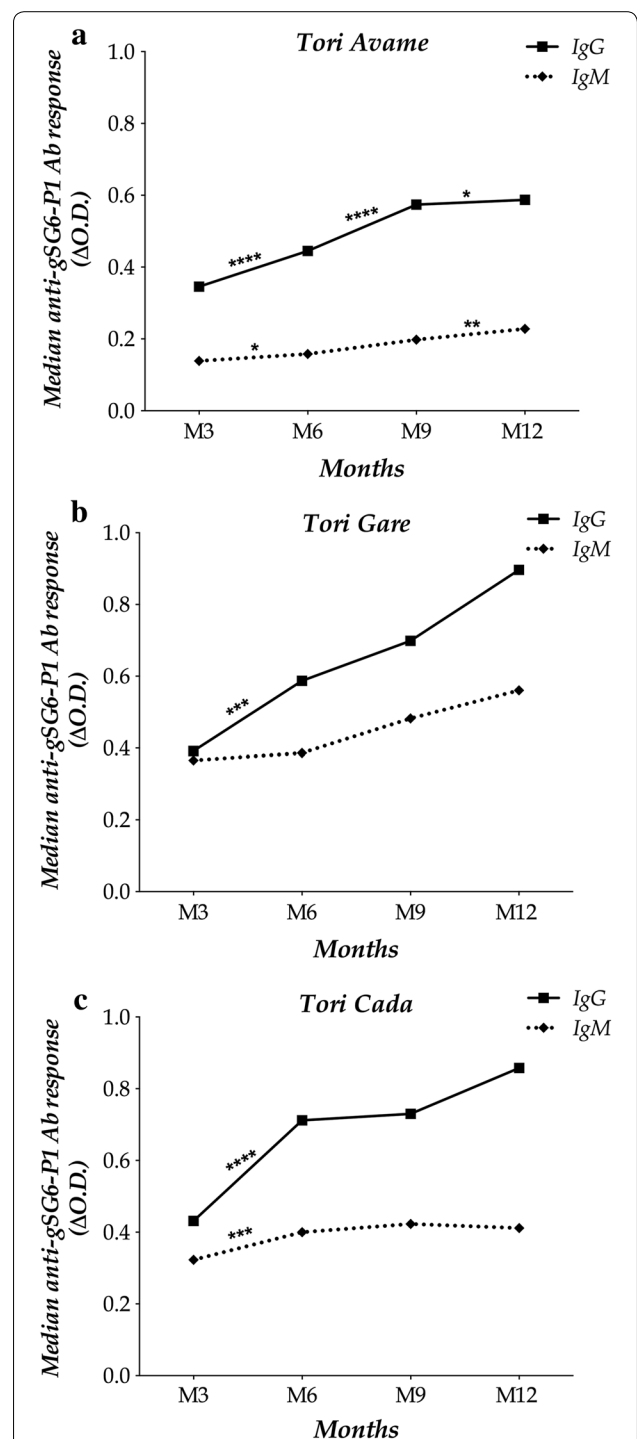 a
Tori Avame
IgG
IgM
Median anti-gSG6-P1 Ab response
(ΔO.D.)
1.0
0.8
0.6
0.4
0.2
0.0
****
****
*
*
**
M3 M6 M9 M12
Months
b
Tori Gare
IgG
IgM
Median anti-gSG6-P1 Ab response
(ΔO.D.)
1.0
0.8
0.6
0.4
0.2
0.0
***
M3 M6 M9 M12
Months
c
Tori Cada
IgG
IgM
Median anti-gSG6-P1 Ab response
(ΔO.D.)
1.0
0.8
0.6
0.4
0.2
0.0
****
***
M3 M6 M9 M12
Months